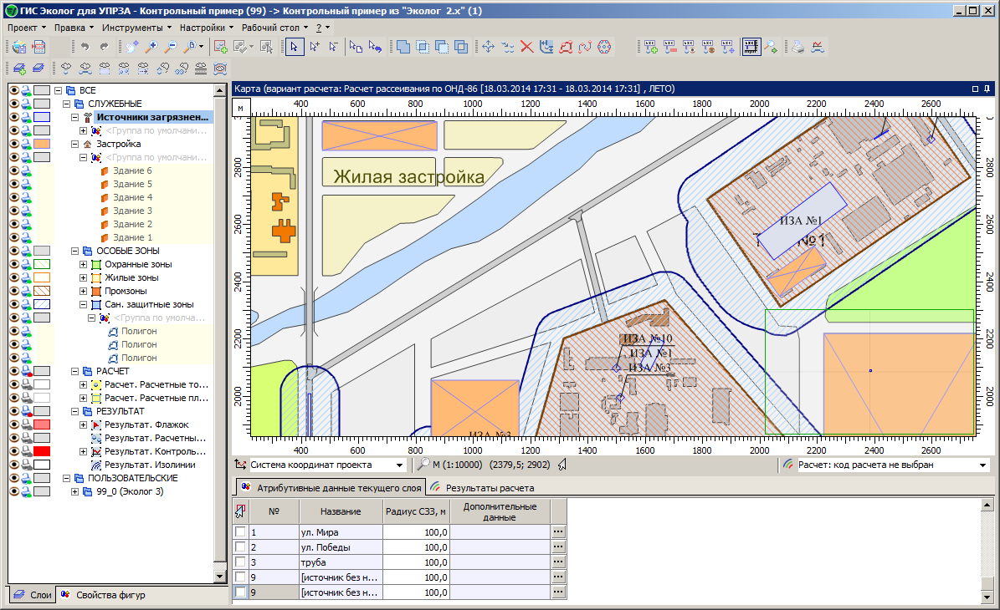 ГИС Эколог для УПРЗА - Контрольный пример (99) -> Контрольный пример из "Эколог 2.x" (1)
Проект Правка Инструменты Настройки Рабочий стол ?
ВСЕ
СЛУЖЕБНЫЕ
Источники загрязнен...
<Группа по умолчани...
Застройка
<Группа по умолчани...
Здание 6
Здание 5
Здание 4
Здание 3
Здание 2
Здание 1
ОСОБЫЕ ЗОНЫ
Охранные зоны
Жилые зоны
Промзоны
Сан. защитные зоны
<Группа по умолча...
Полигон
Полигон
Полигон
РАСЧЕТ
Расчет. Расчетные то...
Расчет. Расчетные пл...
РЕЗУЛЬТАТ
Результат. Флажок
Результат. Расчетны...
Результат. Контроль...
Результат. Изолинии
ПОЛЬЗОВАТЕЛЬСКИЕ
99_0 (Эколог 3)
Слои Свойства фигур
Карта (вариант расчета: Расчет рассеивания по ОНД-86 [18.03.2014 17:31 - 18.03.2014 17:31] , ЛЕТО)
м 400 600 800 1000 1200 1400 1600 1800 2000 2200 2400 2600
2800 2800
2600 2600
2400 2400
2200 2200
2000 2000
Жилая застройка
ИЗА №1
№1
ИЗА №10
ИЗА №1
ИЗА №3
ИЗА №3
400 600 800 1000 1200 1400 1600 1800 2000 2200 2400 2600
Система координат проекта М (1:10000) (2379,5; 2902) Расчет: код расчета не выбран
Атрибутивные данные текущего слоя Результаты расчета
№ Название Радиус СЗЗ, м Дополнительные данные
1 ул. Мира 100,0 ...
2 ул. Победы 100,0 ...
3 труба 100,0 ...
9 [источник без н... 100,0 ...
9 [источник без н... 100,0 ...